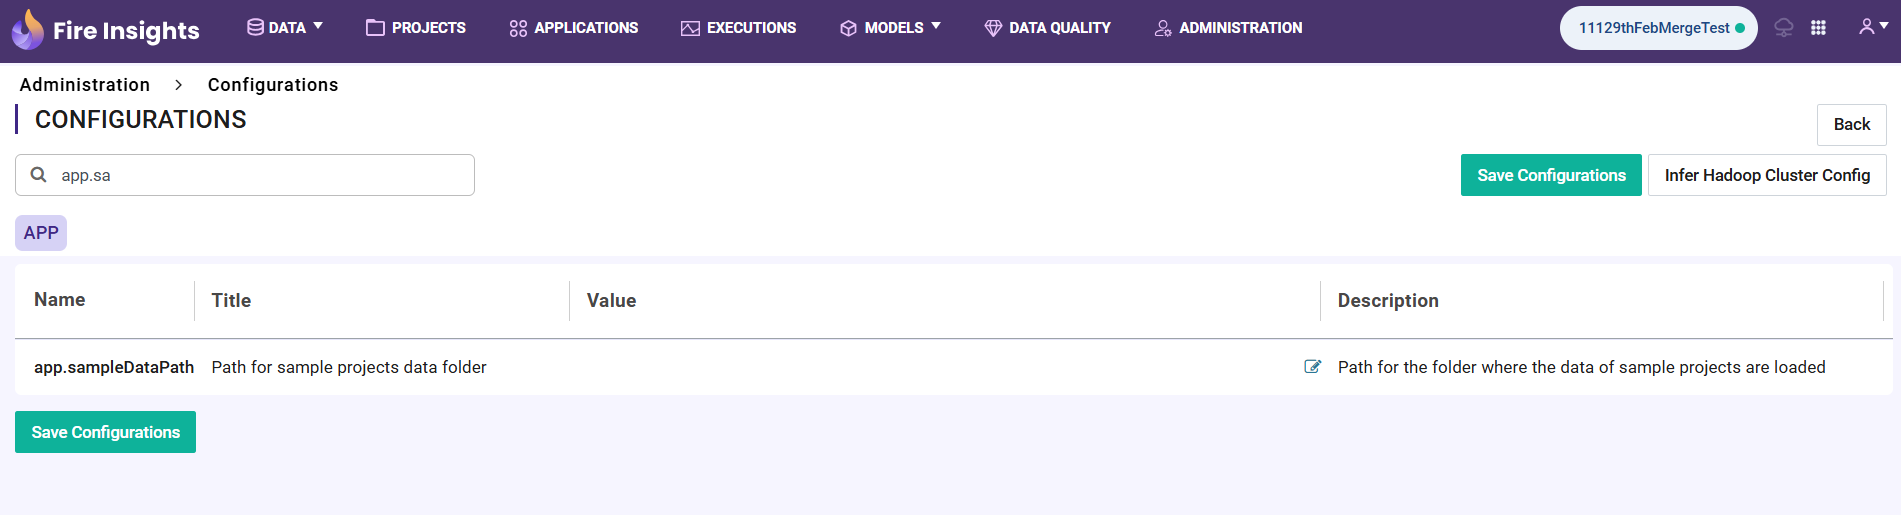 Fire Insights DATA PROJECTS APPLICATIONS EXECUTIONS MODELS DATA QUALITY ADMINISTRATION 11129thFebMergeTest
Administration > Configurations
CONFIGURATIONS
Back
app.sa
Save Configurations Infer Hadoop Cluster Config
APP
Name Title Value Description
app.sampleDataPath Path for sample projects data folder Path for the folder where the data of sample projects are loaded
Save Configurations